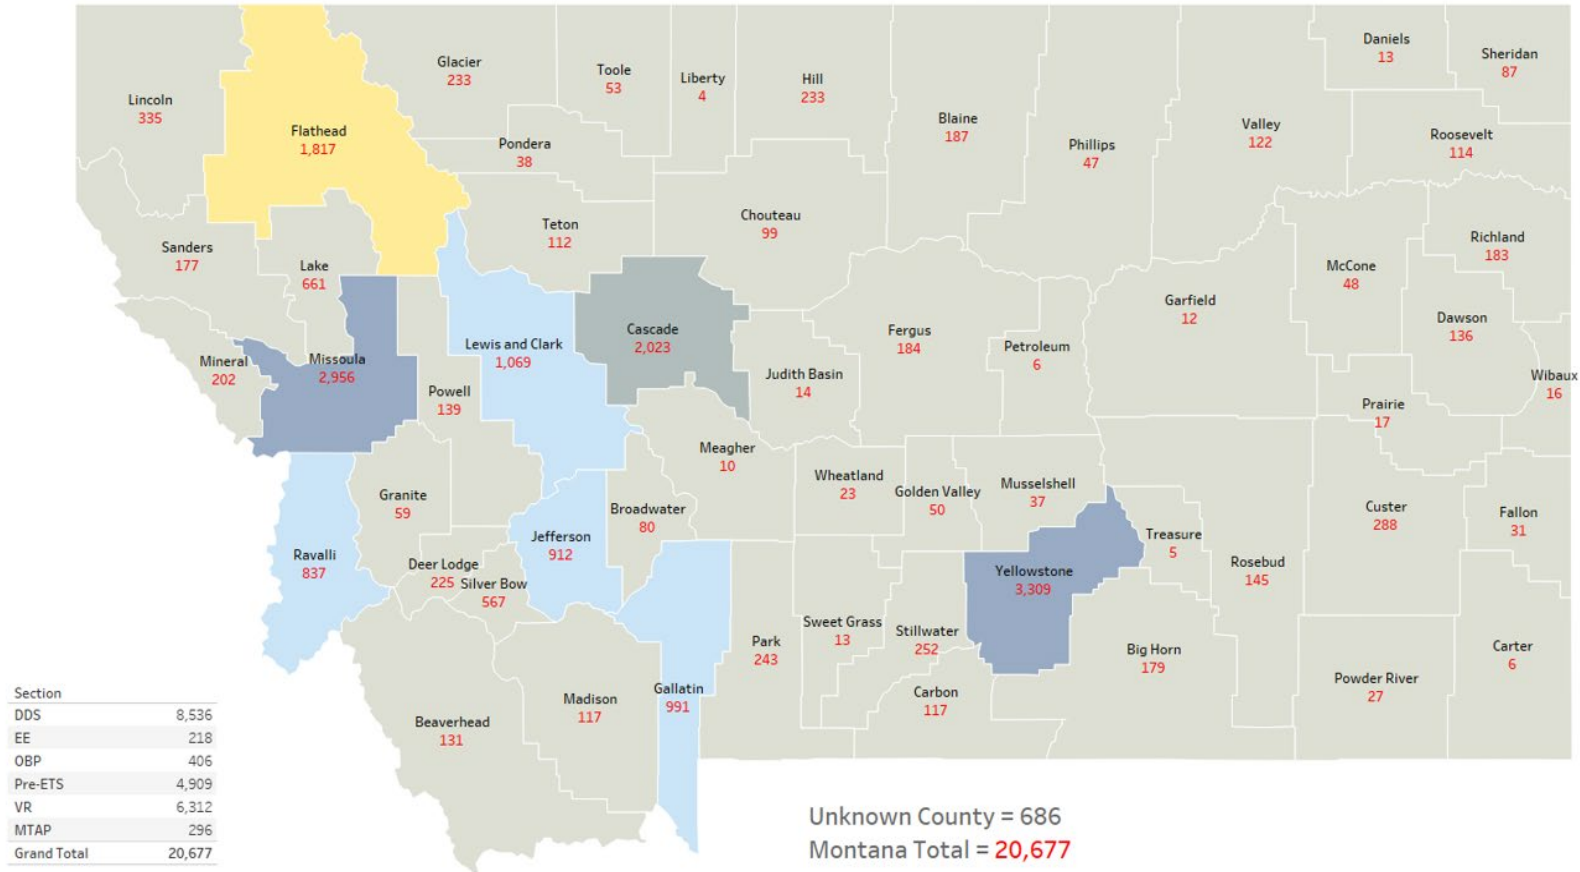 Daniels
13
Sheridan
87
Glacier
233
Toole
53
Liberty
4
Hill
233
Lincoln
335
Flathead
1,817
Blaine
187
Valley
122
Roosevelt
114
Pondera
38
Phillips
47
Chouteau
99
Teton
112
Sanders
177
Lake
661
Richland
183
McCone
48
Garfield
12
Dawson
136
Cascade
2,023
Fergus
184
Petroleum
6
Lewis and Clark
1,069
Mineral
202
Missoula
2,956
Powell
139
Judith Basin
14
Wibaux
16
Prairie
17
Meagher
10
Wheatland
23
Golden Valley
50
Musselshell
37
Granite
59
Broadwater
80
Custer
288
Fallon
31
Jefferson
912
Treasure
5
Ravalli
837
Deer Lodge
225
Silver Bow
567
Yellowstone
3,309
Rosebud
145
Park
243
Sweet Grass
13
Stillwater
252
Big Horn
179
Carter
6
Powder River
27
Gallatin
991
Madison
117
Carbon
117
Beaverhead
131
Section
DDS 8,536
EE 218
OBP 406
Pre-ETS 4,909
VR 6,312
MTAP 296
Grand Total 20,677
Unknown County = 686
Montana Total = 20,677